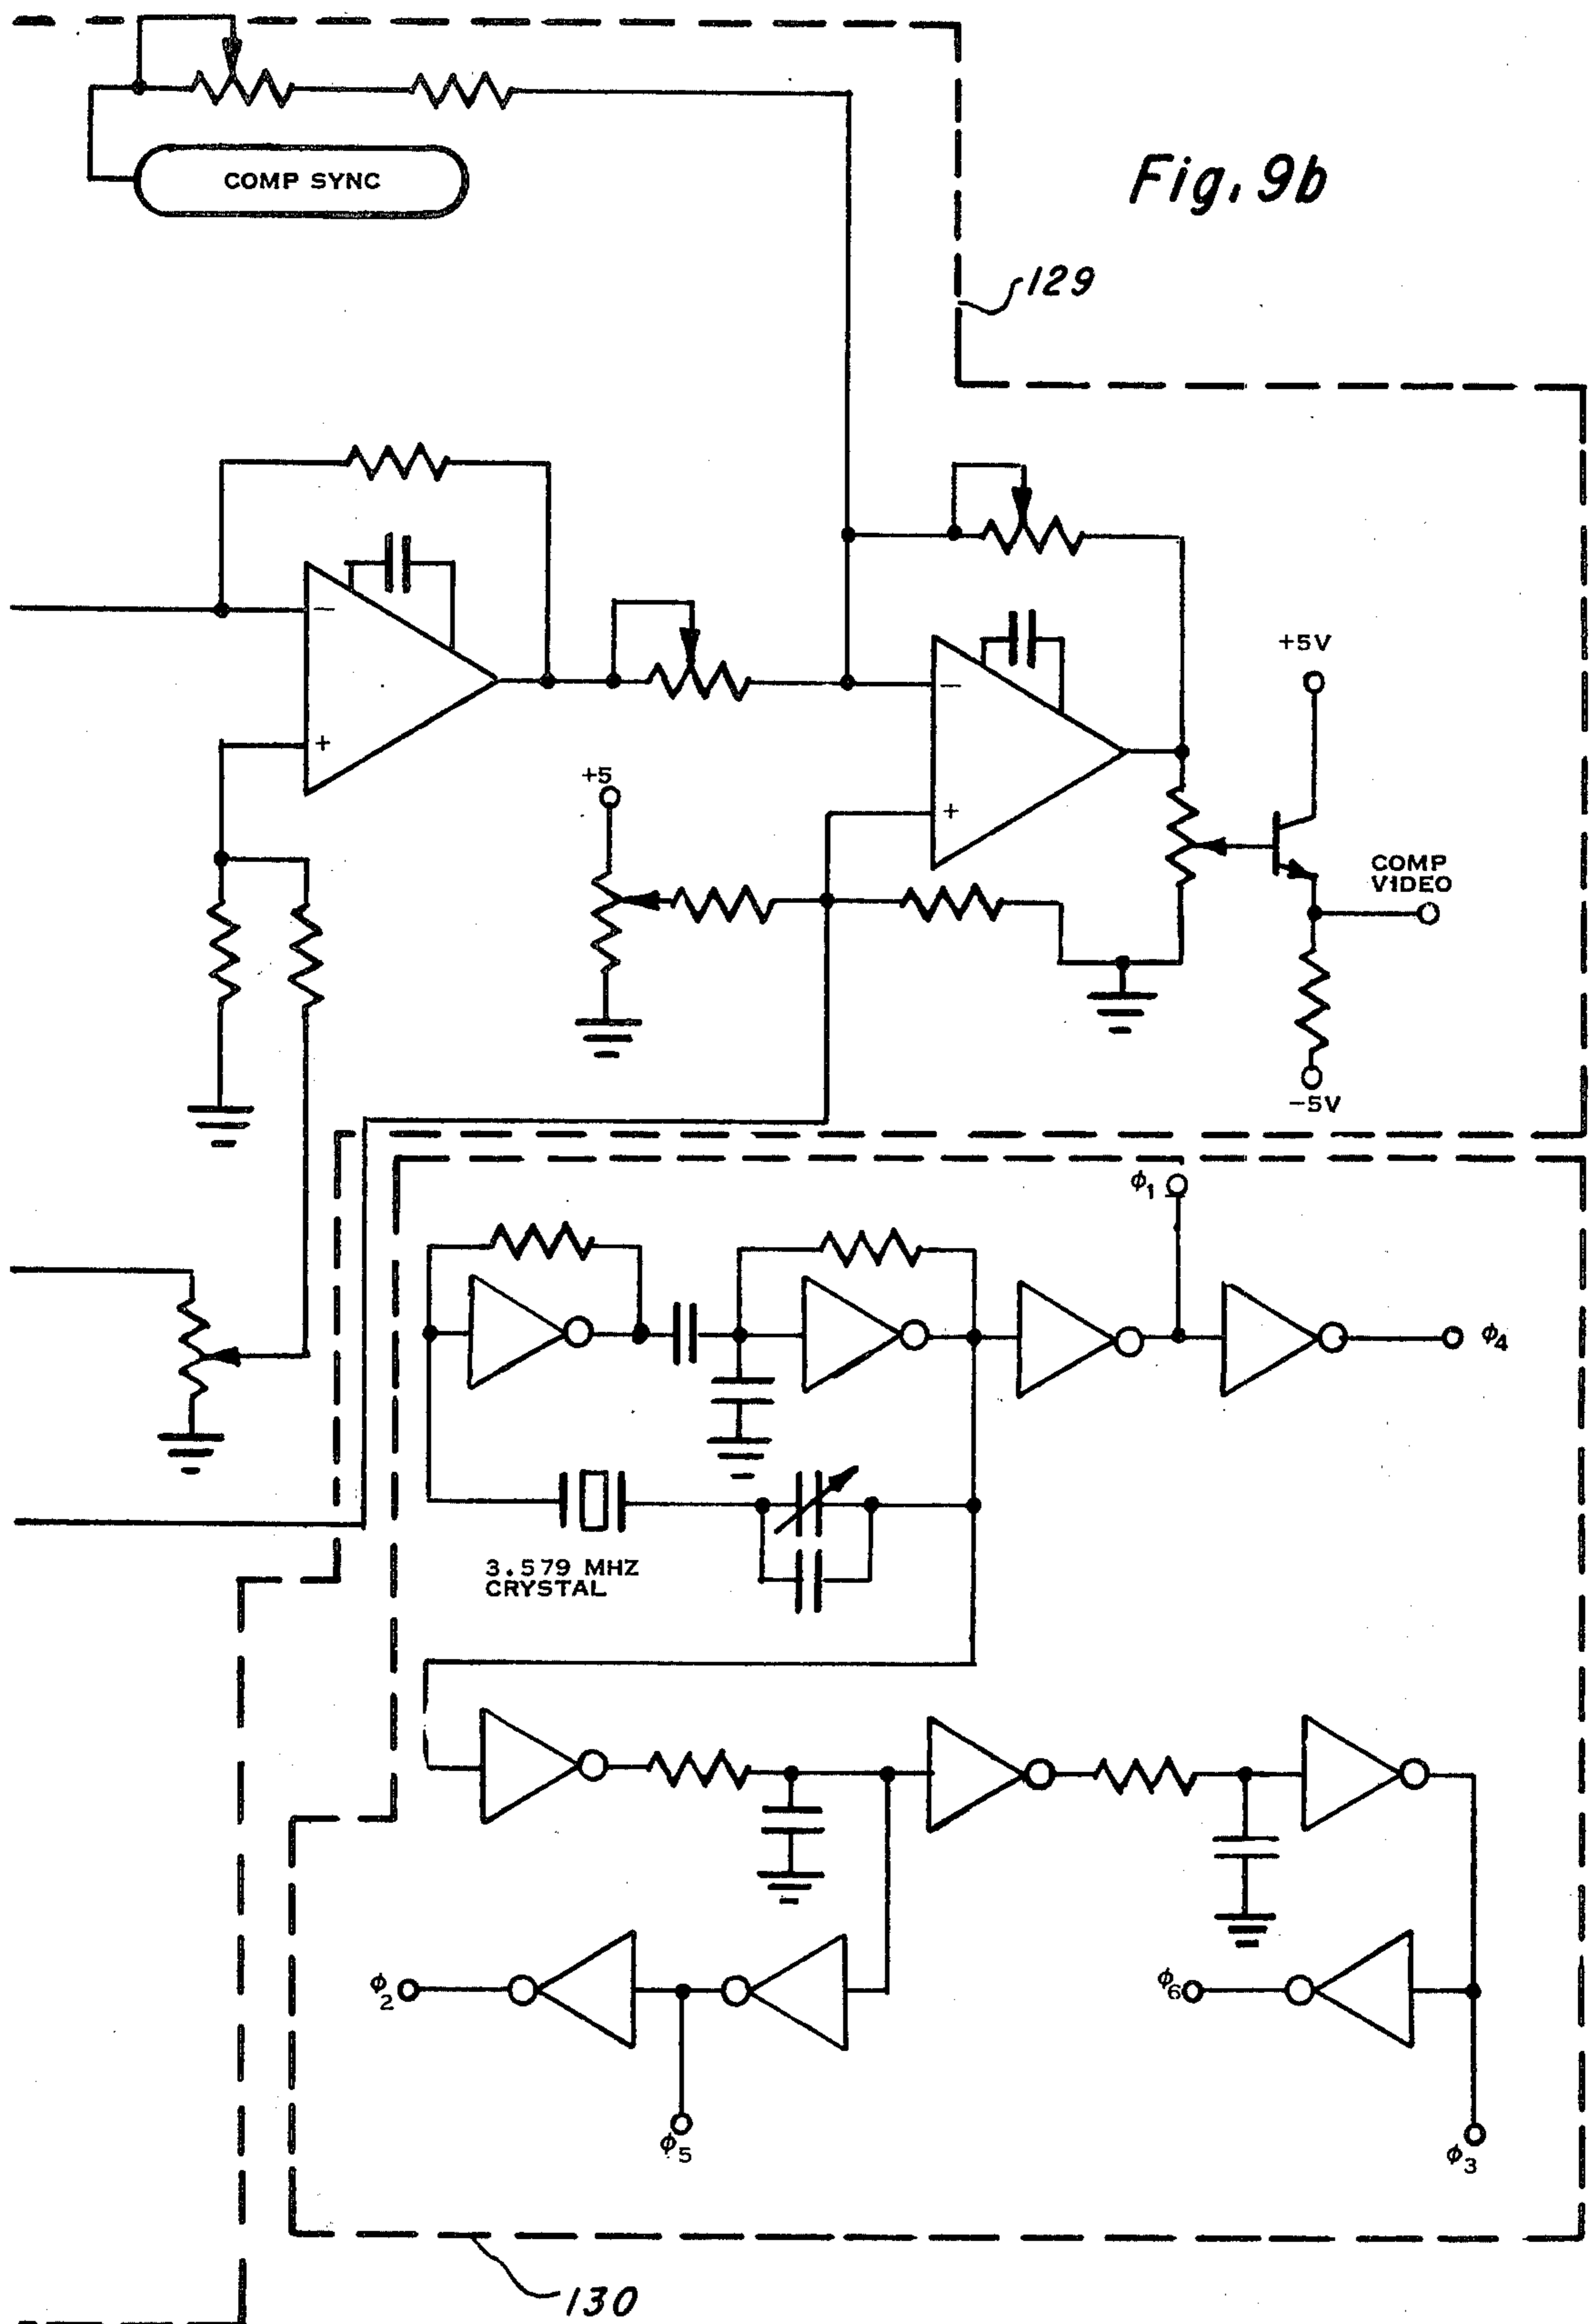 COMP SYNC
Fig. 9b
129
−
+
−
+
+5
+5V
COMP
VIDEO
−5V
ϕ1
ϕ4
3.579 MHZ
CRYSTAL
ϕ2
ϕ5
ϕ6
ϕ3
130